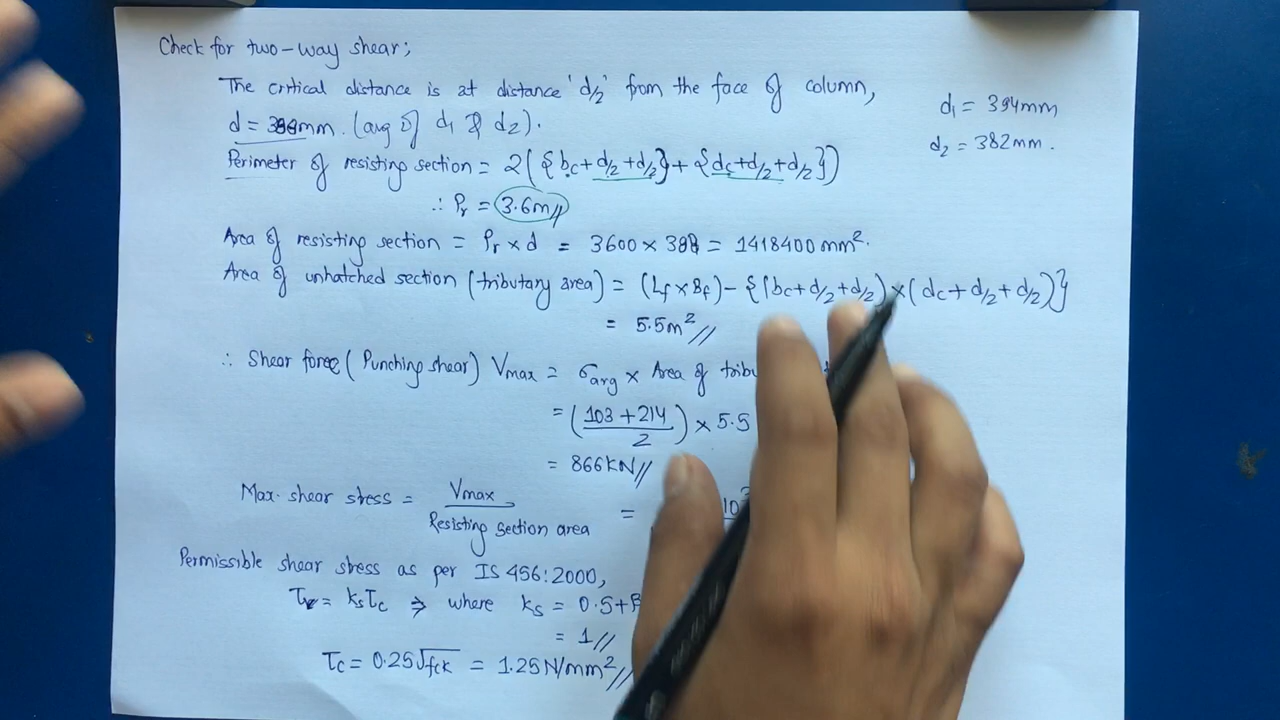 Check for two-way shear;
The critical distance is at distance 'd/2' from the face of column,
d = 388mm. (avg of d₁ & d₂).
d₁ = 394mm
d₂ = 382mm.
Perimeter of resisting section = 2({bc+d/2+d/2}+{dc+d/2+d/2})
∴ Pr = 3.6m//
Area of resisting section = Pr × d = 3600 × 388 = 1418400 mm².
Area of unhatched section (tributary area) = (Lf × Bf) - {(bc+d/2+d/2) × (dc+d/2+d/2)}
= 5.5m²//
∴ Shear force (Punching shear) Vmax = σavg × Area of
= (103 + 214 / 2) × 5.5
= 866KN//
Max. shear stress = Vmax / Resisting section area =
Permissible shear stress as per IS 456:2000,
= ksτc ⇒ where ks = 0.5+
= 1//
τc = 0.25√fck = 1.25 N/mm²//